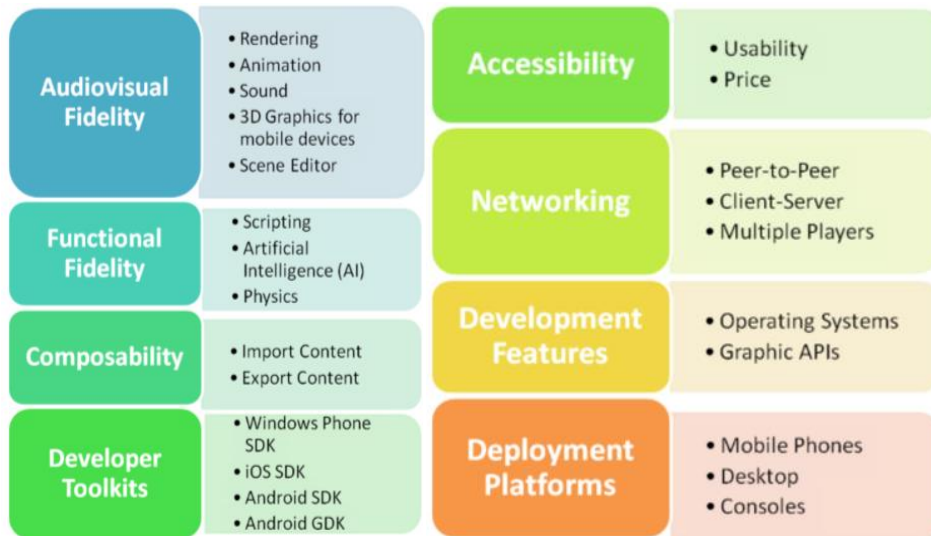 Audiovisual
Fidelity
• Rendering
• Animation
• Sound
• 3D Graphics for
mobile devices
• Scene Editor
Functional
Fidelity
• Scripting
• Artificial
Intelligence (AI)
• Physics
Composability
• Import Content
• Export Content
Developer
Toolkits
• Windows Phone
SDK
• iOS SDK
• Android SDK
• Android GDK
Accessibility
• Usability
• Price
Networking
• Peer-to-Peer
• Client-Server
• Multiple Players
Development
Features
• Operating Systems
• Graphic APIs
Deployment
Platforms
• Mobile Phones
• Desktop
• Consoles